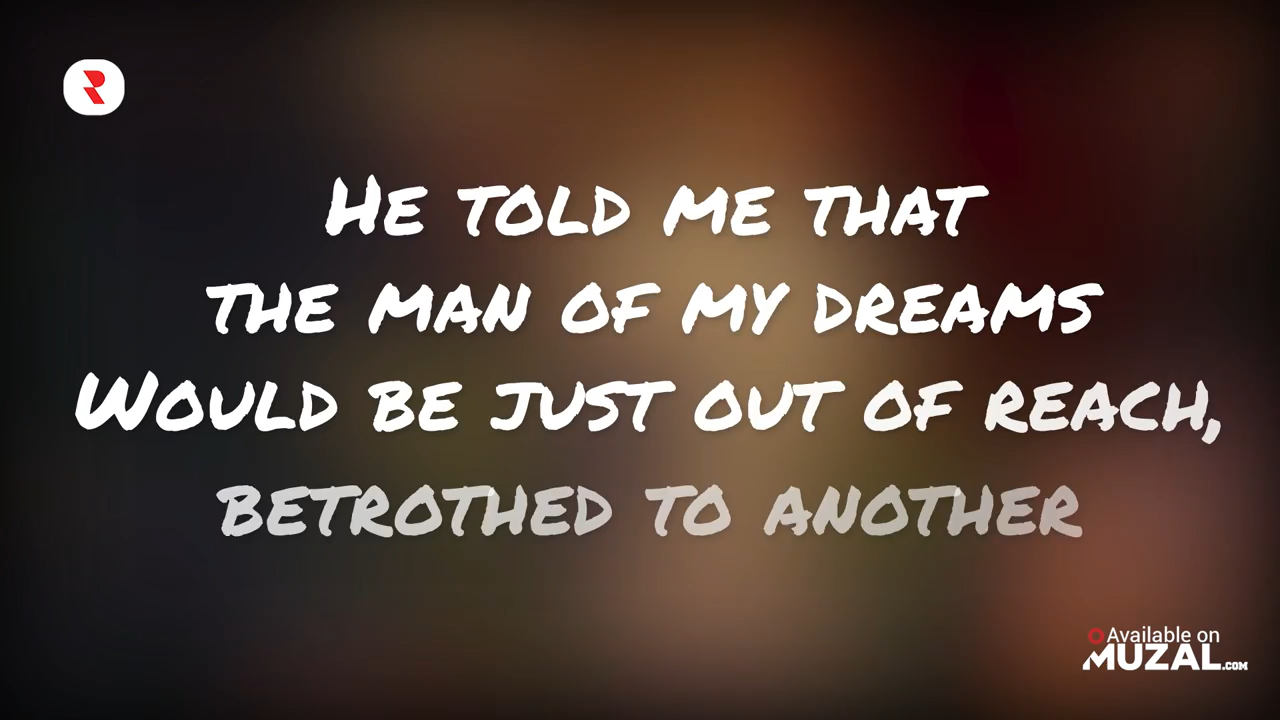 R
He told me that
the man of my dreams
Would be just out of reach,
betrothed to another
Available on
MUZAL.COM